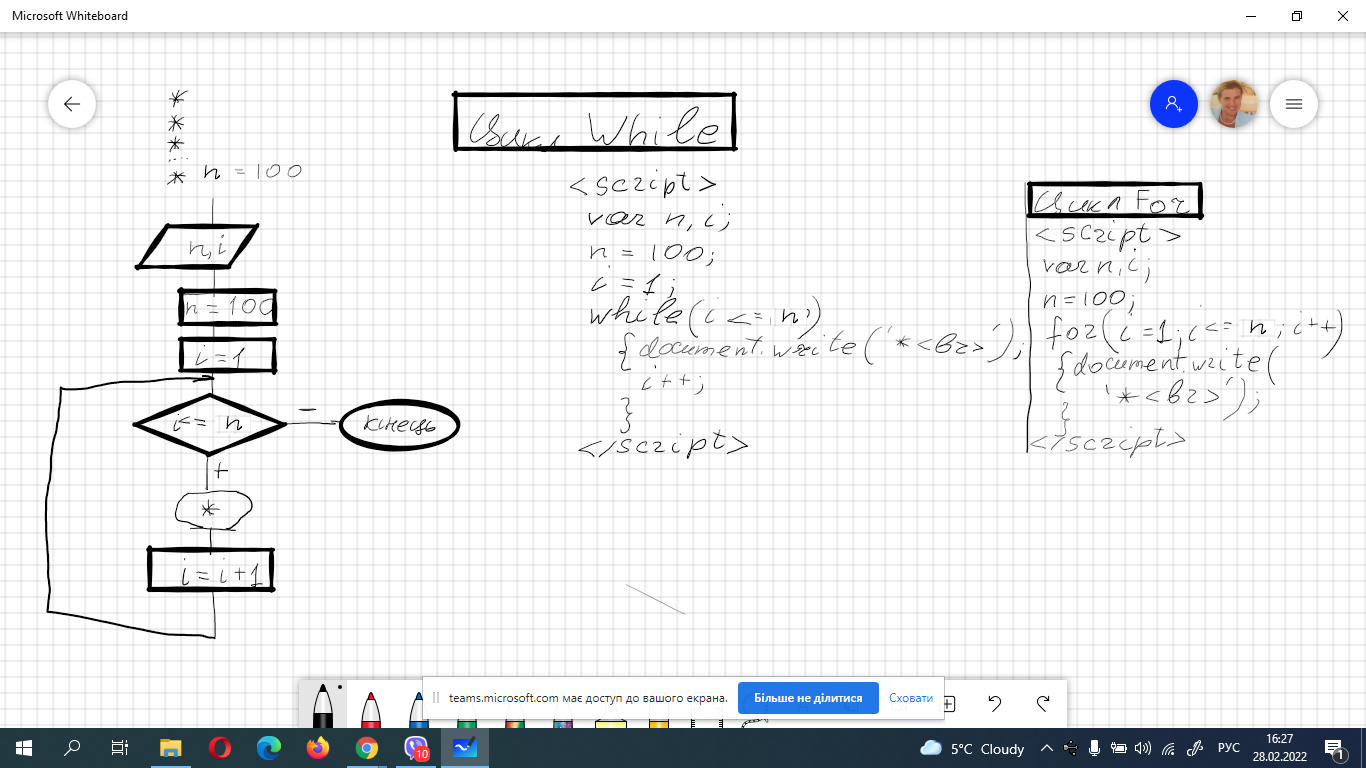 Microsoft Whiteboard
*
*
*
....
* n = 100
n, i
n = 100
i = 1
i <= n
–
кінець
+
*
i = i + 1
Цикл While
<script>
var n, i;
n = 100;
i = 1;
while (i <= n)
{document.write('*<br>');
i++;
}
</script>
Цикл For
<script>
var n, i;
n = 100;
for (i = 1; i <= n; i++)
{document.write(
'*<br>');
}
</script>
teams.microsoft.com має доступ до вашого екрана.
Більше не ділитися
Сховати
10
5°C Cloudy
РУС
16:27
28.02.2022
1